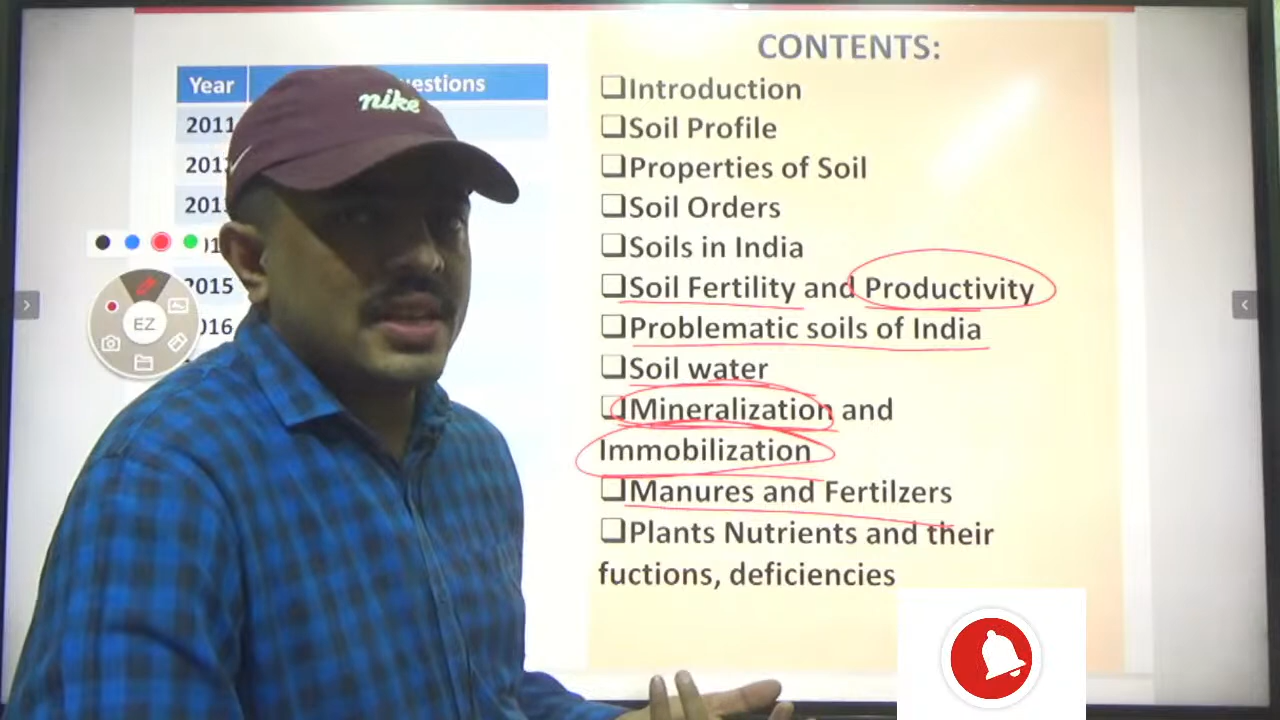 CONTENTS:
Year
nike
❑Introduction
2011
❑Soil Profile
❑Properties of Soil
❑Soil Orders
❑Soils in India
2015
❑Soil Fertility and Productivity
EZ
❑Problematic soils of India
❑Soil water
❑Mineralization and
Immobilization
❑Manures and Fertilzers
❑Plants Nutrients and their
fuctions, deficiencies